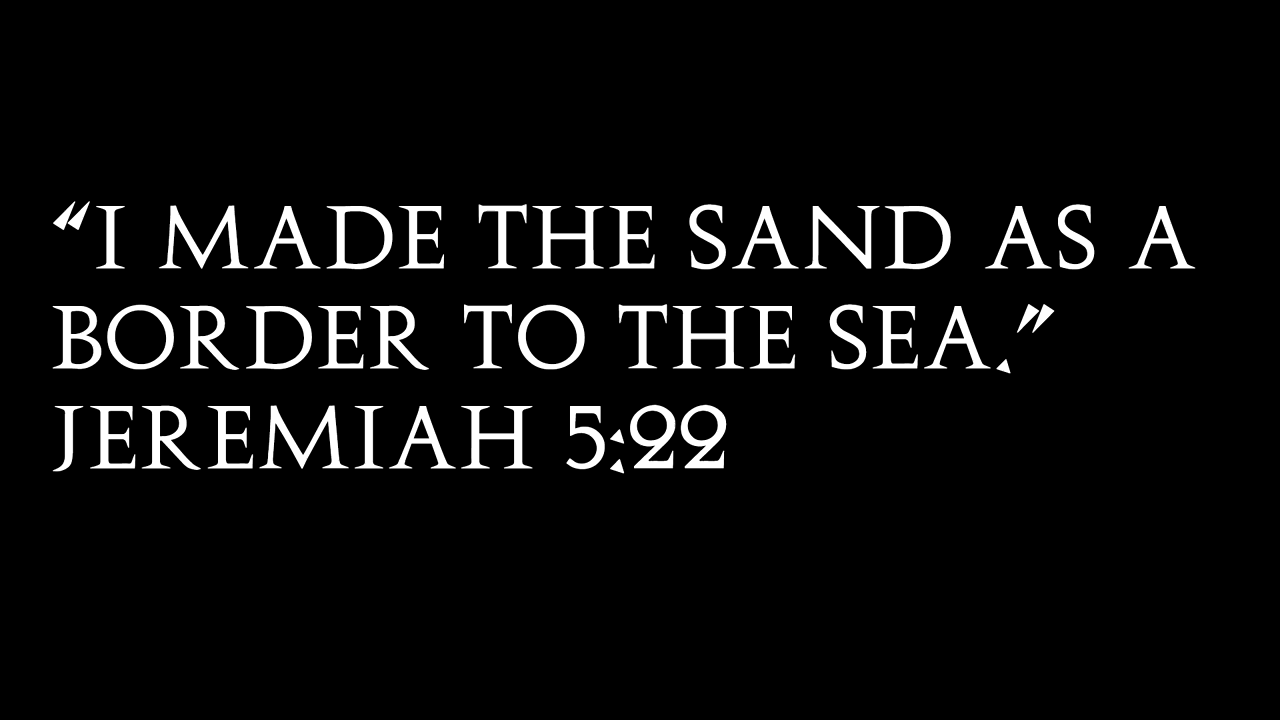 “I MADE THE SAND AS A
BORDER TO THE SEA.”
JEREMIAH 5:22